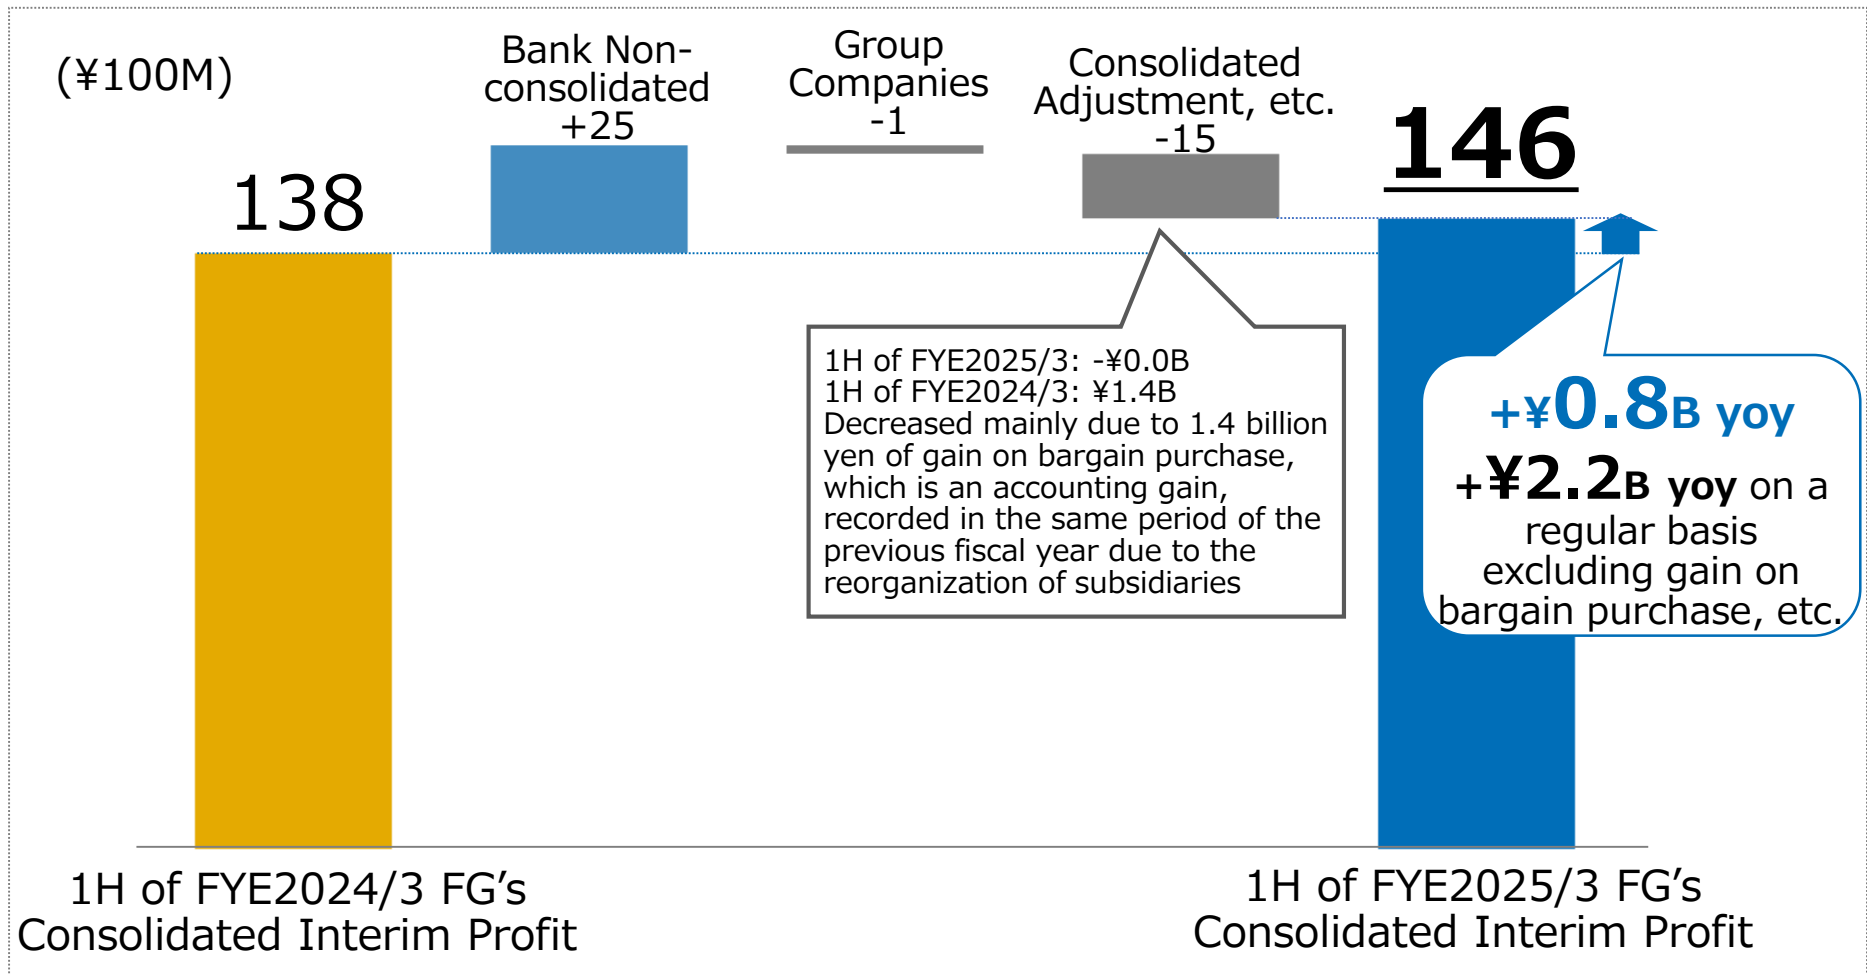 (¥100M)
138
Bank Non-
consolidated
+25
Group
Companies
-1
Consolidated
Adjustment, etc.
-15
146
1H of FYE2025/3: -¥0.0B
1H of FYE2024/3: ¥1.4B
Decreased mainly due to 1.4 billion
yen of gain on bargain purchase,
which is an accounting gain,
recorded in the same period of the
previous fiscal year due to the
reorganization of subsidiaries
+¥0.8B yoy
+¥2.2B yoy on a
regular basis
excluding gain on
bargain purchase, etc.
1H of FYE2024/3 FG’s
Consolidated Interim Profit
1H of FYE2025/3 FG’s
Consolidated Interim Profit